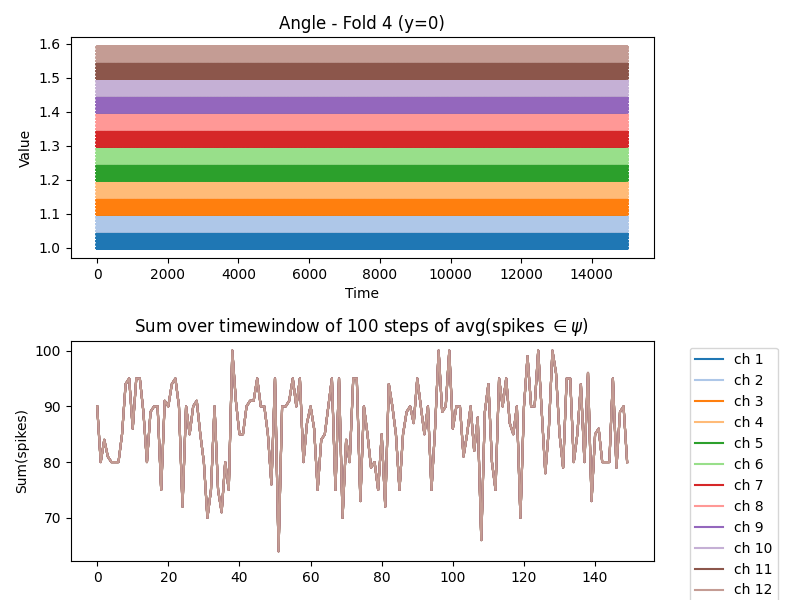 Angle - Fold 4 (y=0)
1.6
1.5
1.4
1.3
1.2
1.1
1.0
Value
0 2000 4000 6000 8000 10000 12000 14000
Time
Sum over timewindow of 100 steps of avg(spikes ∈ ψ)
100
90
80
70
Sum(spikes)
0 20 40 60 80 100 120 140
ch 1
ch 2
ch 3
ch 4
ch 5
ch 6
ch 7
ch 8
ch 9
ch 10
ch 11
ch 12